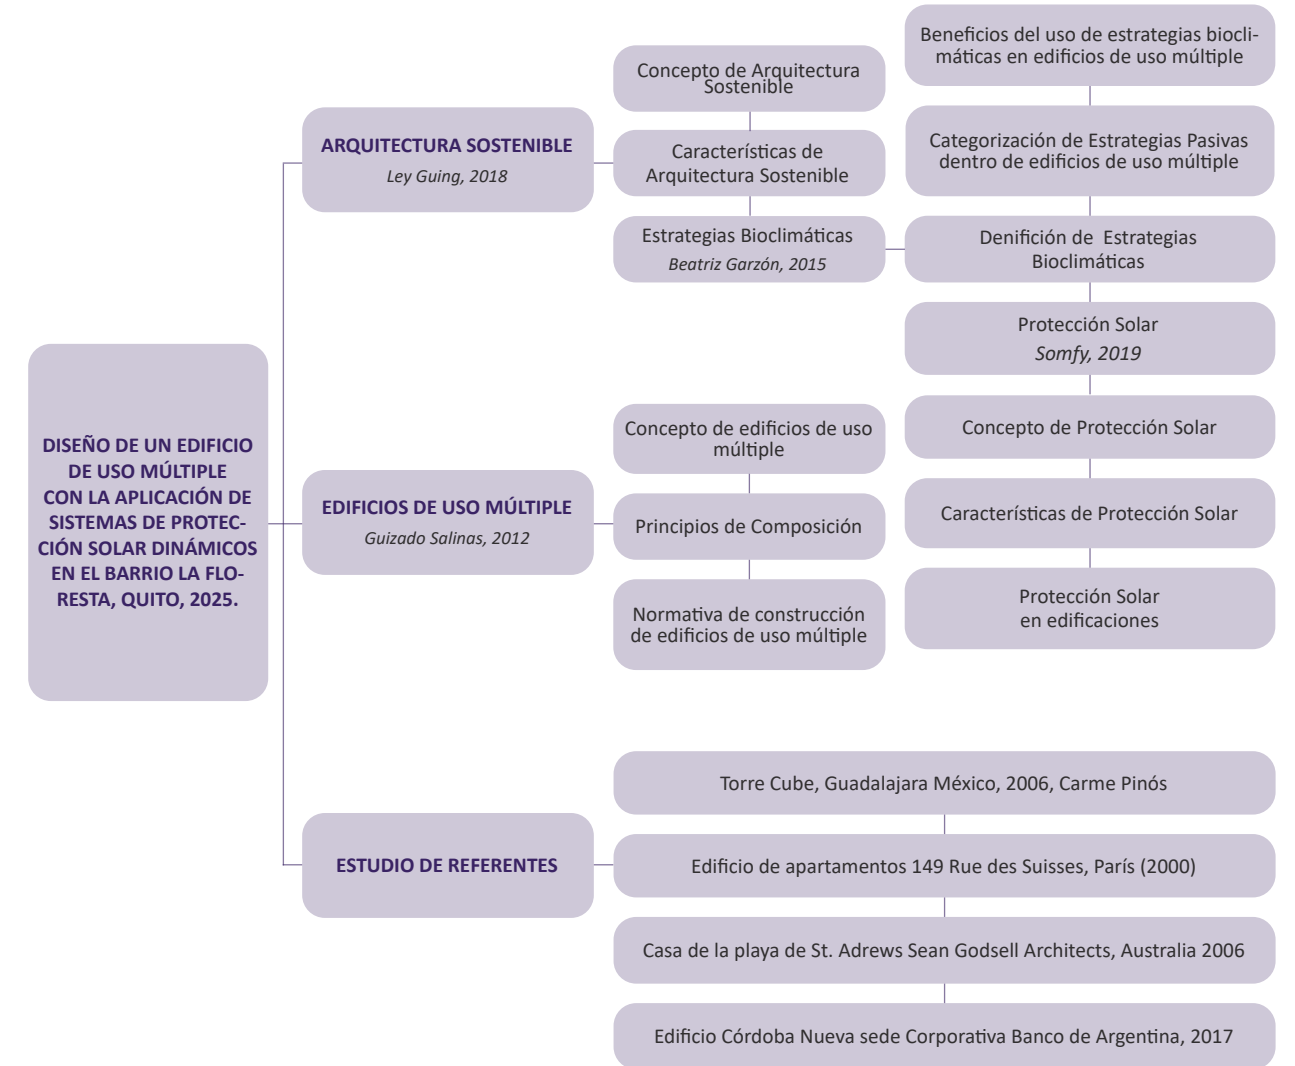 DISEÑO DE UN EDIFICIO
DE USO MÚLTIPLE
CON LA APLICACIÓN DE
SISTEMAS DE PROTEC-
CIÓN SOLAR DINÁMICOS
EN EL BARRIO LA FLO-
RESTA, QUITO, 2025.
ARQUITECTURA SOSTENIBLE
Ley Guing, 2018
Concepto de Arquitectura
Sostenible
Características de
Arquitectura Sostenible
Estrategias Bioclimáticas
Beatriz Garzón, 2015
Beneficios del uso de estrategias biocli-
máticas en edificios de uso múltiple
Categorización de Estrategias Pasivas
dentro de edificios de uso múltiple
Denifición de Estrategias
Bioclimáticas
Protección Solar
Somfy, 2019
Concepto de Protección Solar
Características de Protección Solar
Protección Solar
en edificaciones
EDIFICIOS DE USO MÚLTIPLE
Guizado Salinas, 2012
Concepto de edificios de uso
múltiple
Principios de Composición
Normativa de construcción
de edificios de uso múltiple
ESTUDIO DE REFERENTES
Torre Cube, Guadalajara México, 2006, Carme Pinós
Edificio de apartamentos 149 Rue des Suisses, París (2000)
Casa de la playa de St. Adrews Sean Godsell Architects, Australia 2006
Edificio Córdoba Nueva sede Corporativa Banco de Argentina, 2017